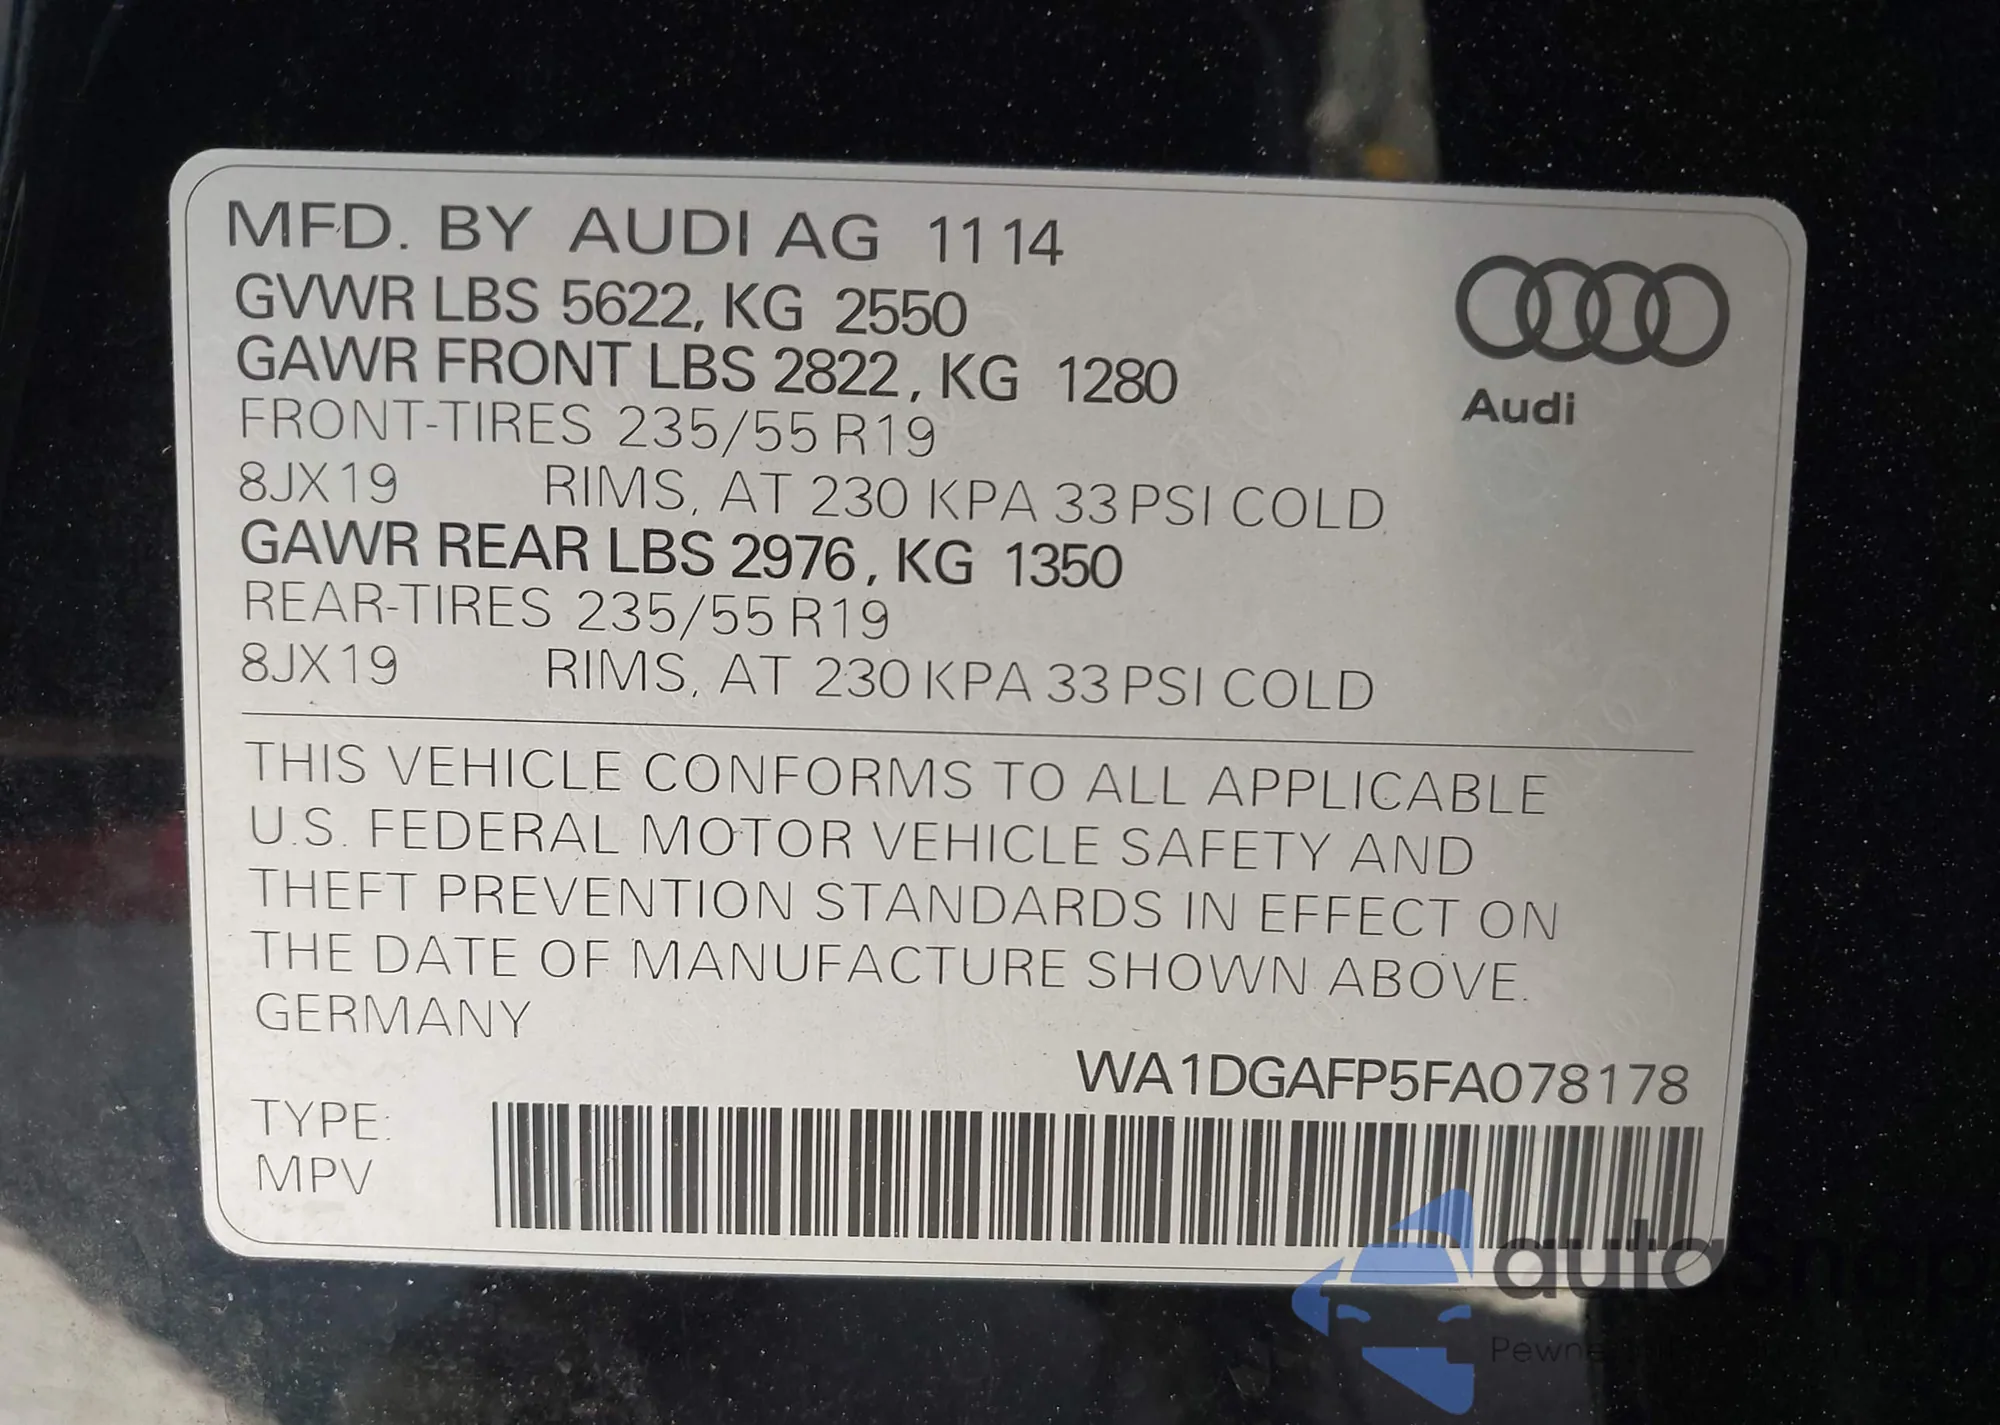 MFD. BY AUDI AG 11 14
GVWR LBS 5622, KG 2550
GAWR FRONT LBS 2822, KG 1280
FRONT-TIRES 235/55 R19
8JX19 RIMS, AT 230 KPA 33 PSI COLD
GAWR REAR LBS 2976, KG 1350
REAR-TIRES 235/55 R19
8JX19 RIMS, AT 230 KPA 33 PSI COLD
Audi
THIS VEHICLE CONFORMS TO ALL APPLICABLE
U.S. FEDERAL MOTOR VEHICLE SAFETY AND
THEFT PREVENTION STANDARDS IN EFFECT ON
THE DATE OF MANUFACTURE SHOWN ABOVE.
GERMANY
WA1DGAFP5FA078178
TYPE:
MPV